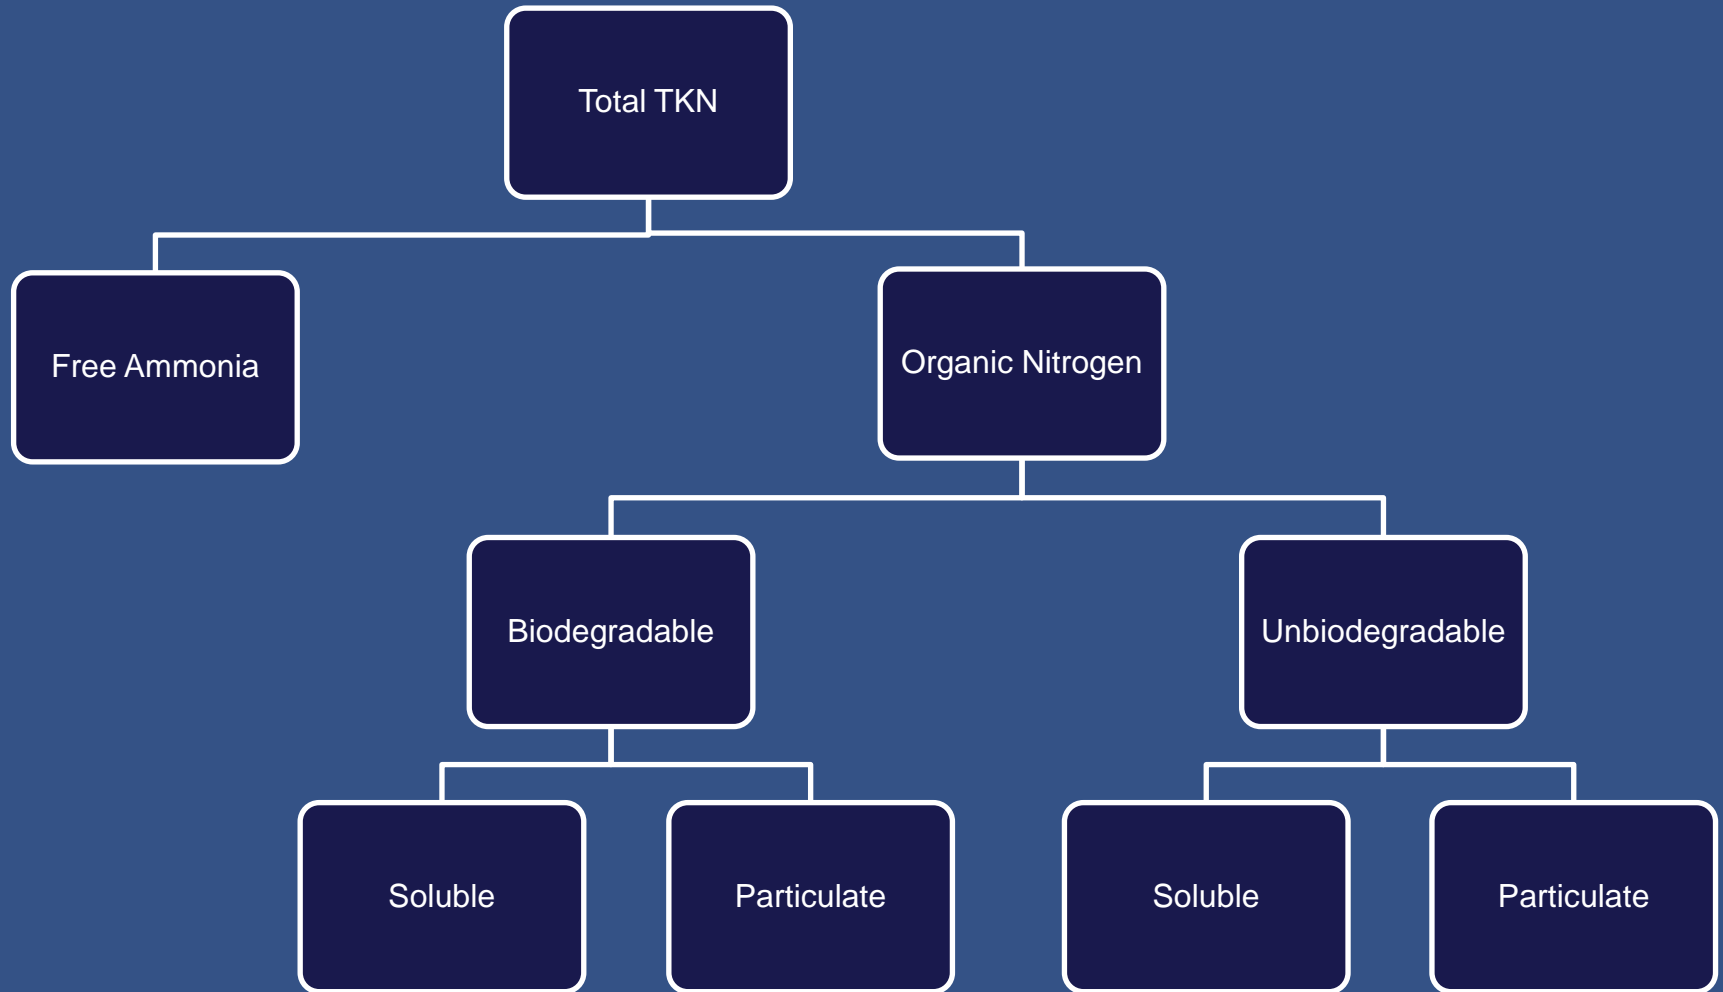 Total TKN
Free Ammonia
Organic Nitrogen
Biodegradable
Unbiodegradable
Soluble
Particulate
Soluble
Particulate